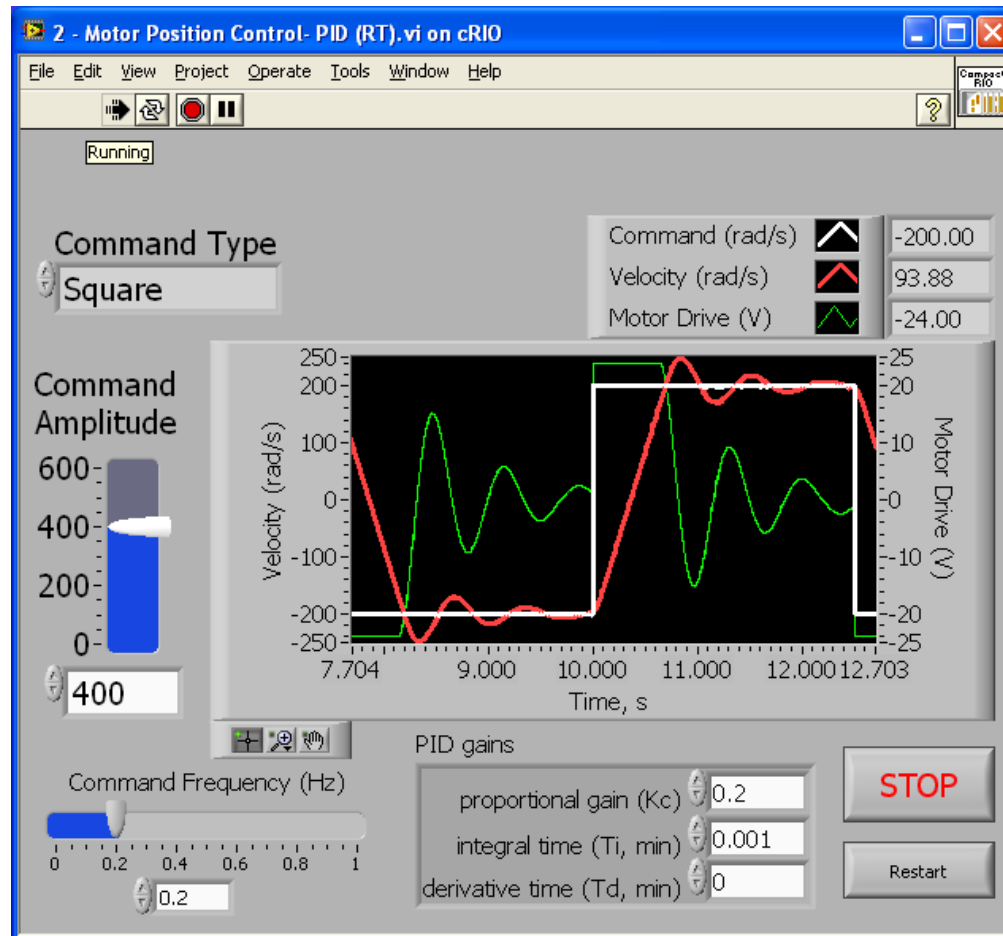 2 - Motor Position Control- PID (RT).vi on cRIO
File Edit View Project Operate Tools Window Help
Compact
RIO
?
Running
Command Type
Square
Command (rad/s) -200.00
Velocity (rad/s) 93.88
Motor Drive (V) -24.00
Command
Amplitude
600
400
200
0
400
Velocity (rad/s)
250
200
100
0
-100
-200
-250
25
20
10
0
-10
-20
-25
Motor Drive (V)
7.704 9.000 10.000 11.000 12.000 12.703
Time, s
PID gains
proportional gain (Kc) 0.2
integral time (Ti, min) 0.001
derivative time (Td, min) 0
Command Frequency (Hz)
0 0.2 0.4 0.6 0.8 1
0.2
STOP
Restart